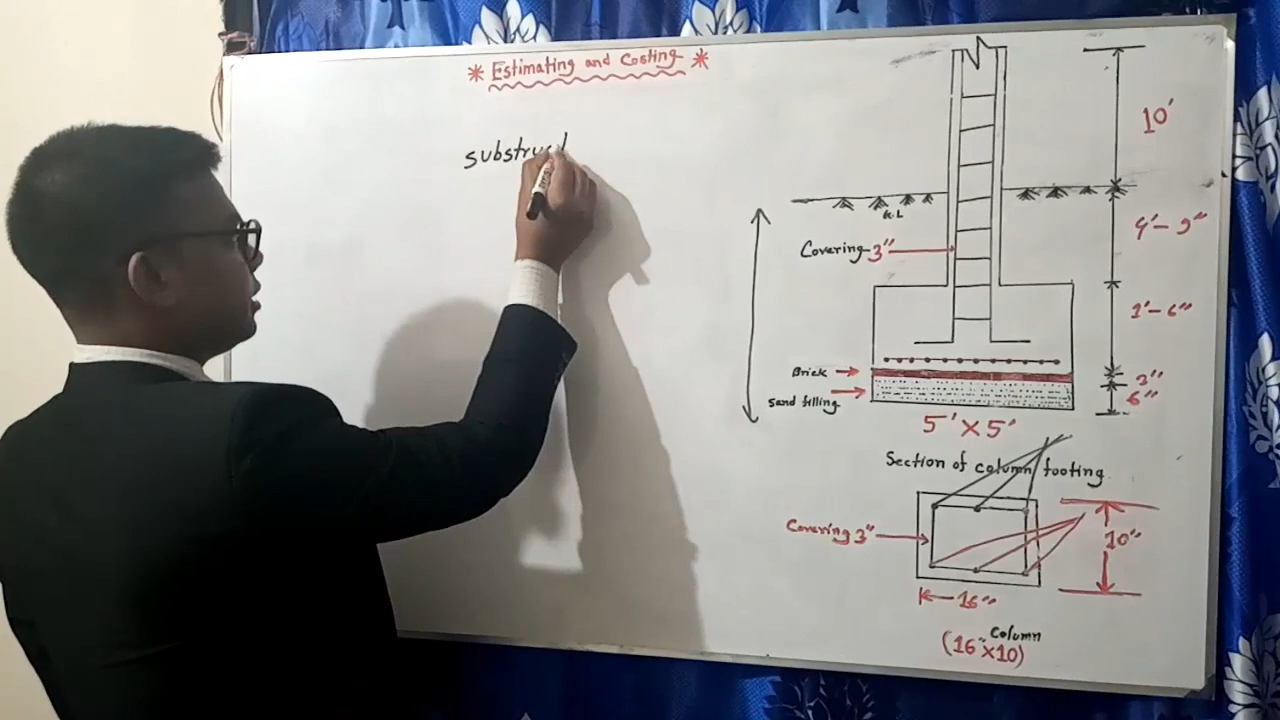 * Estimating and Costing *
substruct
10'
G.L
4'- 9"
Covering-3"
1'- 6"
Brick
3"
Sand filling
6"
5' X 5'
Section of column footing
Covering 3"
10"
16"
Column
(16"X10)